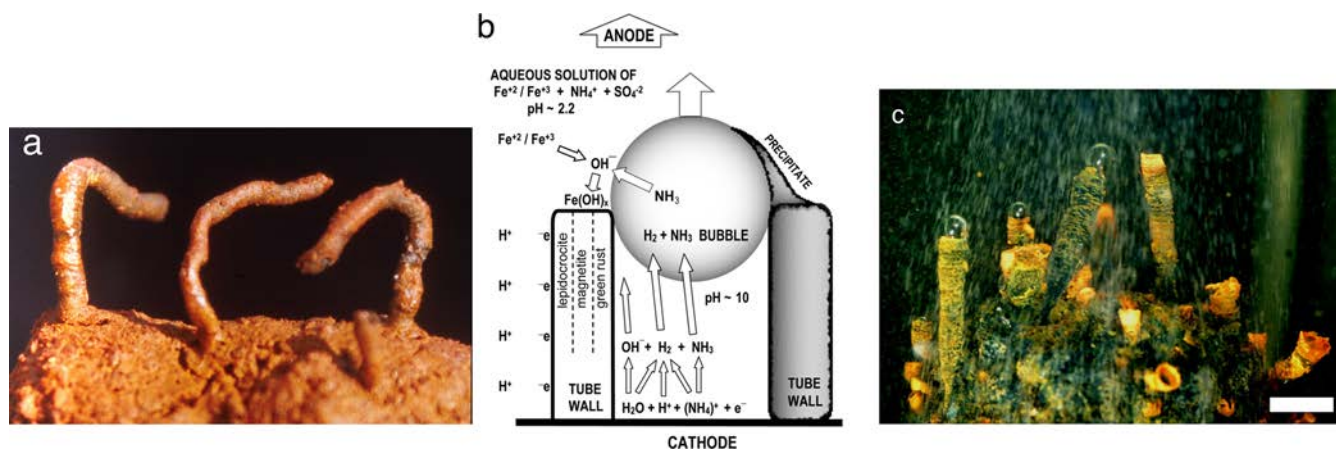 a
b
ANODE
AQUEOUS SOLUTION OF
Fe⁺² / Fe⁺³ + NH₄⁺ + SO₄⁻²
pH ~ 2.2
Fe⁺² / Fe⁺³
OH⁻
NH₃
Fe(OH)ₓ
PRECIPITATE
H⁺ ⁻e
H⁺ ⁻e
H⁺ ⁻e
H⁺ ⁻e
lepidocrocite
magnetite
green rust
H₂ + NH₃ BUBBLE
pH ~ 10
OH⁻ + H₂ + NH₃
TUBE
WALL
H₂O + H⁺ + (NH₄)⁺ + e⁻
TUBE
WALL
CATHODE
c